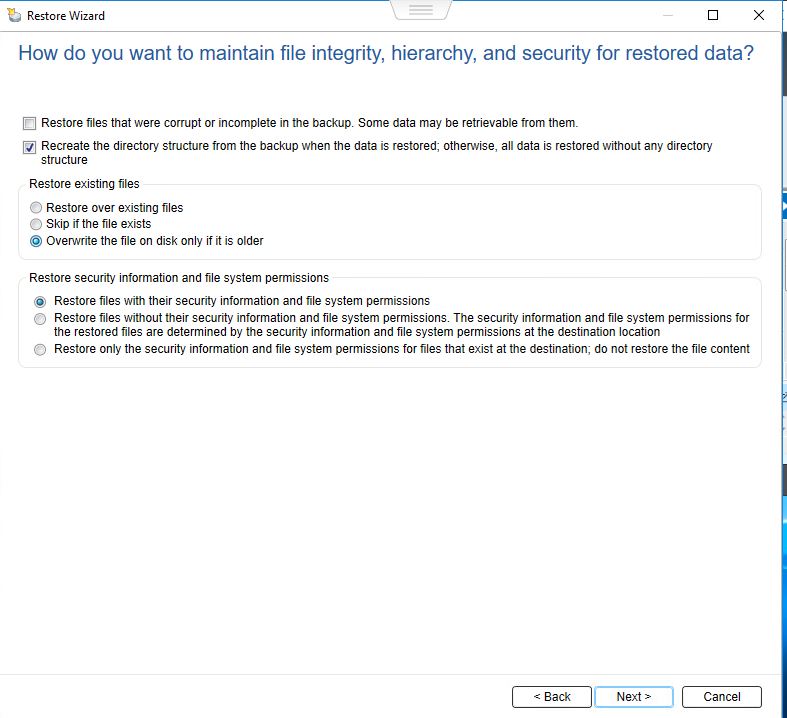 Restore Wizard
How do you want to maintain file integrity, hierarchy, and security for restored data?
Restore files that were corrupt or incomplete in the backup. Some data may be retrievable from them.
Recreate the directory structure from the backup when the data is restored; otherwise, all data is restored without any directory
structure
Restore existing files
Restore over existing files
Skip if the file exists
Overwrite the file on disk only if it is older
Restore security information and file system permissions
Restore files with their security information and file system permissions
Restore files without their security information and file system permissions. The security information and file system permissions for
the restored files are determined by the security information and file system permissions at the destination location
Restore only the security information and file system permissions for files that exist at the destination; do not restore the file content
< Back
Next >
Cancel